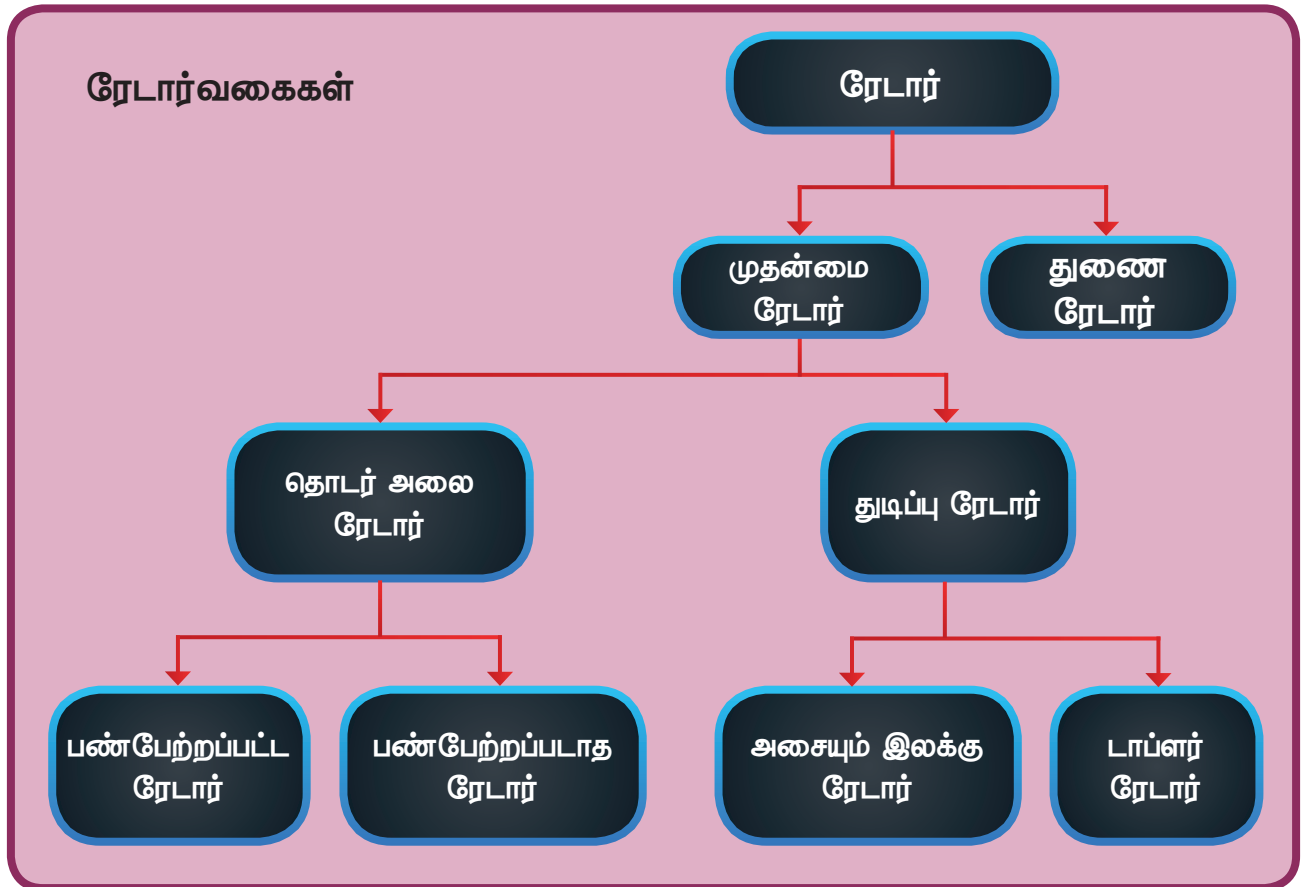 ரேடார்வகைகள்
ரேடார்
முதன்மை
ரேடார்
துணை
ரேடார்
தொடர் அலை
ரேடார்
துடிப்பு ரேடார்
பண்பேற்றப்பட்ட
ரேடார்
பண்பேற்றப்படாத
ரேடார்
அசையும் இலக்கு
ரேடார்
டாப்ளர்
ரேடார்